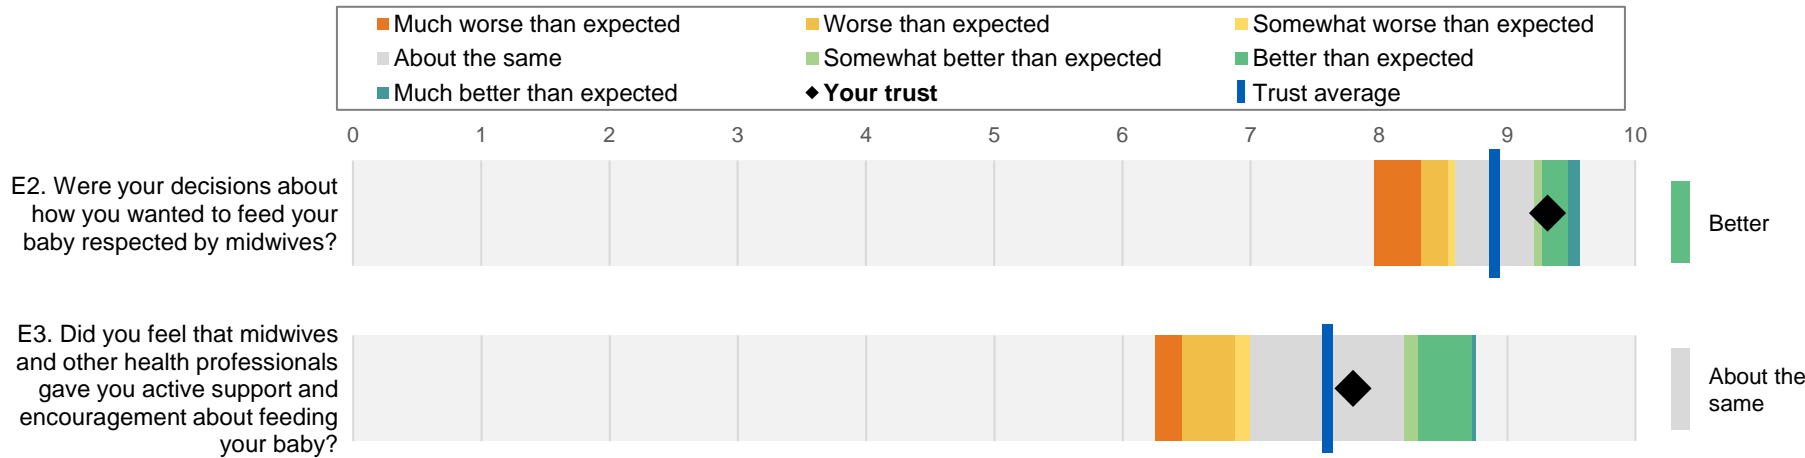 Much worse than expected
Worse than expected
Somewhat worse than expected
About the same
Somewhat better than expected
Better than expected
Much better than expected
Your trust
Trust average
0 1 2 3 4 5 6 7 8 9 10
E2. Were your decisions about
how you wanted to feed your
baby respected by midwives?
Better
E3. Did you feel that midwives
and other health professionals
gave you active support and
encouragement about feeding
your baby?
About the
same